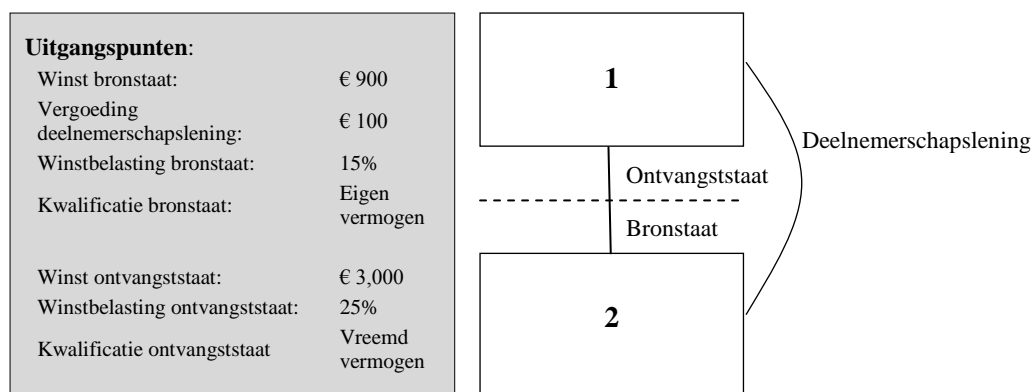 Uitgangspunten:
Winst bronstaat: € 900
Vergoeding
deelnemerschapslening: € 100
Winstbelasting bronstaat: 15%
Kwalificatie bronstaat: Eigen
vermogen
Winst ontvangststaat: € 3,000
Winstbelasting ontvangststaat: 25%
Kwalificatie ontvangststaat Vreemd
vermogen
1
Deelnemerschapslening
Ontvangststaat
Bronstaat
2